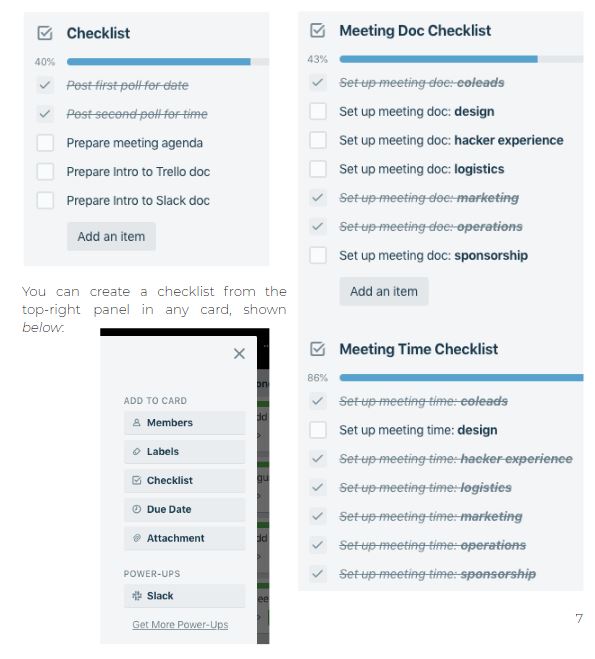 Checklist
40%
Post first poll for date
Post second poll for time
Prepare meeting agenda
Prepare Intro to Trello doc
Prepare Intro to Slack doc
Add an item
You can create a checklist from the
top-right panel in any card, shown
below:
ADD TO CARD
Members
Labels
Checklist
Due Date
Attachment
POWER-UPS
Slack
Get More Power-Ups
Meeting Doc Checklist
43%
Set up meeting doc: coleads
Set up meeting doc: design
Set up meeting doc: hacker experience
Set up meeting doc: logistics
Set up meeting doc: marketing
Set up meeting doc: operations
Set up meeting doc: sponsorship
Add an item
Meeting Time Checklist
86%
Set up meeting time: coleads
Set up meeting time: design
Set up meeting time: hacker experience
Set up meeting time: logistics
Set up meeting time: marketing
Set up meeting time: operations
Set up meeting time: sponsorship
7